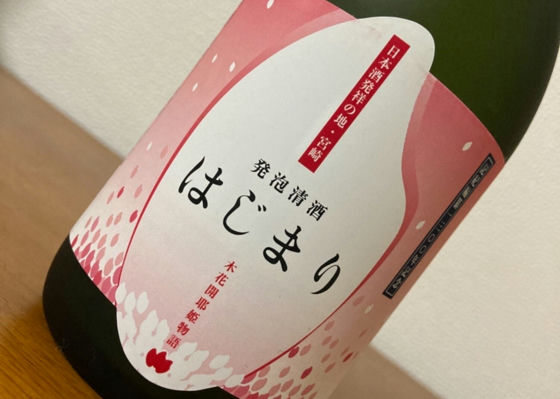 日本酒発祥の地・宮崎
発泡清酒
はじまり
木花開耶姫物語